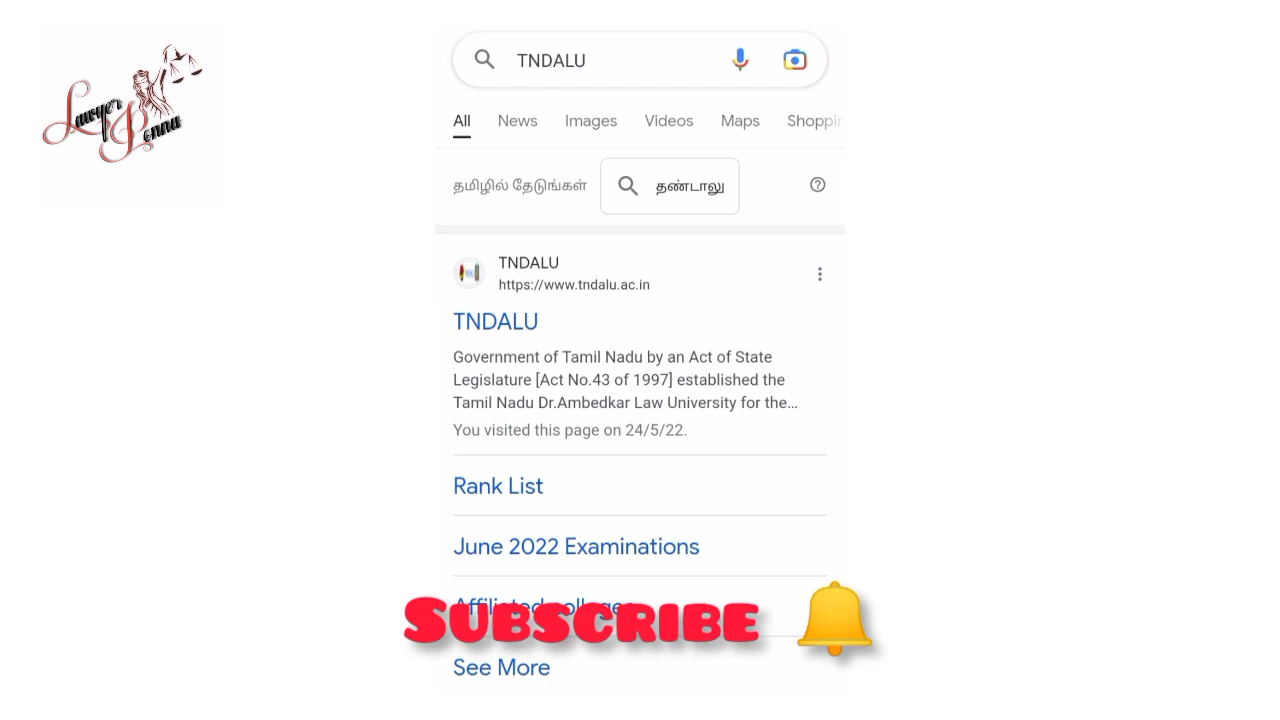 Lawyer
Penna
TNDALU
All News Images Videos Maps
தமிழில் தேடுங்கள் தண்டாலு
TNDALU
https://www.tndalu.ac.in
TNDALU
Government of Tamil Nadu by an Act of State
Legislature [Act No.43 of 1997] established the
Tamil Nadu Dr.Ambedkar Law University for the...
You visited this page on 24/5/22.
Rank List
June 2022 Examinations
Affiliated colleges
SUBSCRIBE
See More